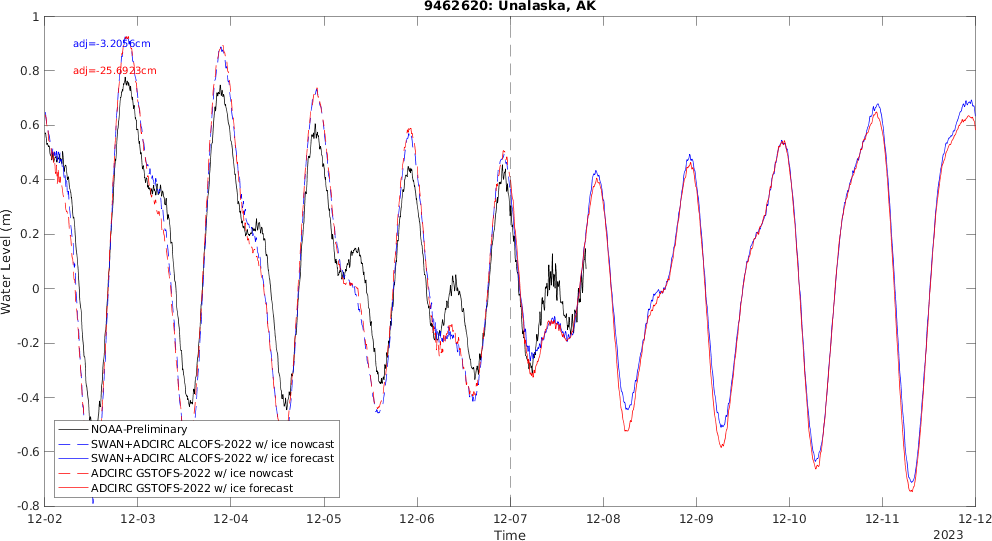 9462620: Unalaska, AK
1
0.8
0.6
0.4
0.2
0
-0.2
-0.4
-0.6
-0.8
Water Level (m)
adj=-3.2056cm
adj=-25.6923cm
NOAA-Preliminary
SWAN+ADCIRC ALCOFS-2022 w/ ice nowcast
SWAN+ADCIRC ALCOFS-2022 w/ ice forecast
ADCIRC GSTOFS-2022 w/ ice nowcast
ADCIRC GSTOFS-2022 w/ ice forecast
12-02 12-03 12-04 12-05 12-06 12-07 12-08 12-09 12-10 12-11 12-12
Time
2023